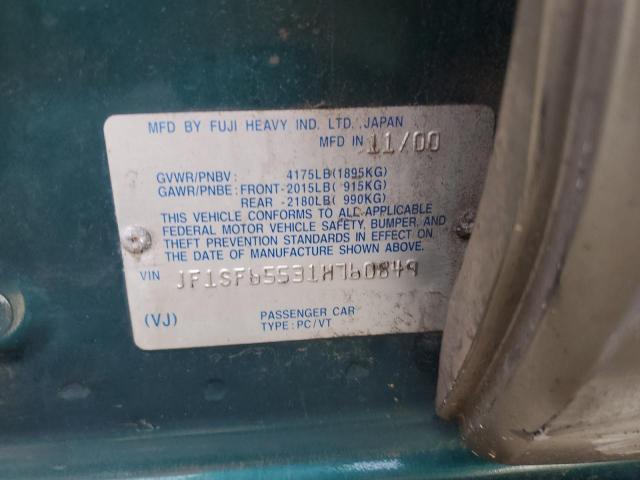 MFD BY FUJI HEAVY IND. LTD. JAPAN
MFD IN 11/00
GVWR/PNBV: 4175LB(1895KG)
GAWR/PNBE: FRONT-2015LB( 915KG)
REAR -2180LB( 990KG)
THIS VEHICLE CONFORMS TO ALL APPLICABLE
FEDERAL MOTOR VEHICLE SAFETY, BUMPER, AND
THEFT PREVENTION STANDARDS IN EFFECT ON
THE DATE OF MANUFACTURE SHOWN ABOVE.
VIN JF1SF65531H760849
PASSENGER CAR
(VJ) TYPE: PC/VT